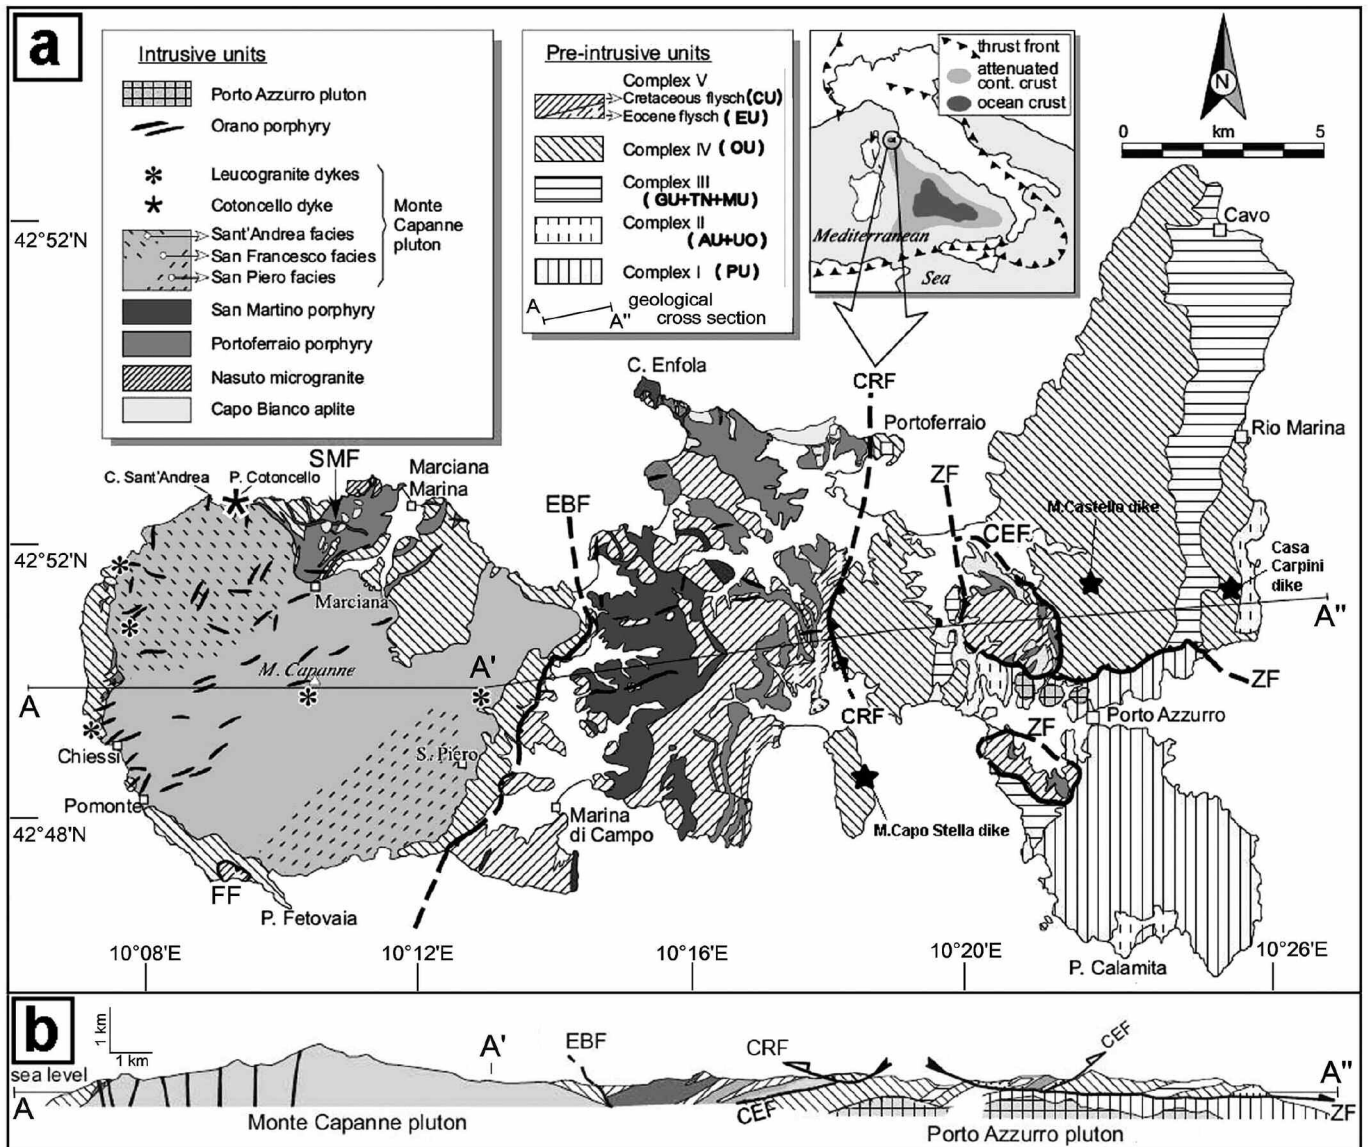 a
Intrusive units
Porto Azzurro pluton
Orano porphyry
Leucogranite dykes
Cotoncello dyke
Sant'Andrea facies
San Francesco facies
San Piero facies
Monte
Capanne
pluton
San Martino porphyry
Portoferraio porphyry
Nasuto microgranite
Capo Bianco aplite
Pre-intrusive units
Complex V
Cretaceous flysch (CU)
Eocene flysch (EU)
Complex IV (OU)
Complex III
(GU+TN+MU)
Complex II
(AU+UO)
Complex I (PU)
A
A"
geological
cross section
thrust front
attenuated
cont. crust
ocean crust
Mediterranean
Sea
N
0 km 5
42°52'N
42°52'N
42°48'N
C. Enfola
CRF
Portoferraio
Cavo
Rio Marina
SMF
C. Sant'Andrea
P. Cotoncello
Marciana
Marina
EBF
ZF
CEF
M.Castello dike
Casa
Carpini
dike
Marciana
M. Capanne
A'
A
A"
ZF
CRF
Porto Azzurro
ZF
Chiessi
S. Piero
Pomonte
Marina
di Campo
M.Capo Stella dike
FF
P. Fetovaia
P. Calamita
10°08'E
10°12'E
10°16'E
10°20'E
10°26'E
b
1 km
1 km
sea level
A
A'
EBF
CRF
CEF
CEF
A"
ZF
Monte Capanne pluton
Porto Azzurro pluton